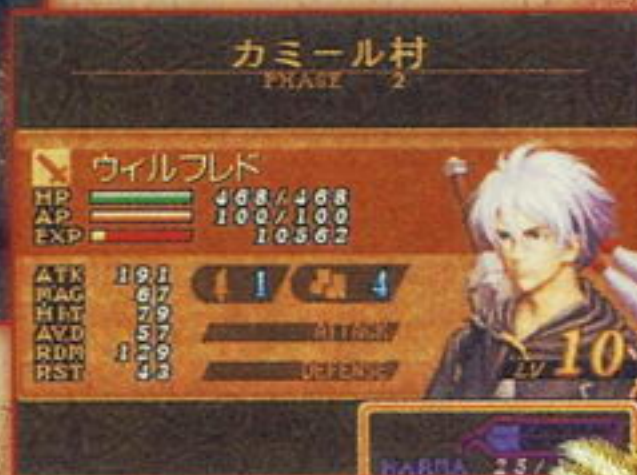 カミール村
PHASE 2
ウィルフレド
HP 468/468
AP 100/100
EXP 10562
ATK 191
MAG 67
HIT 79
AVD 57
RDM 129
RST 43
1 4
ATTACK
DEFENSE
LV 10
KARMA 25/